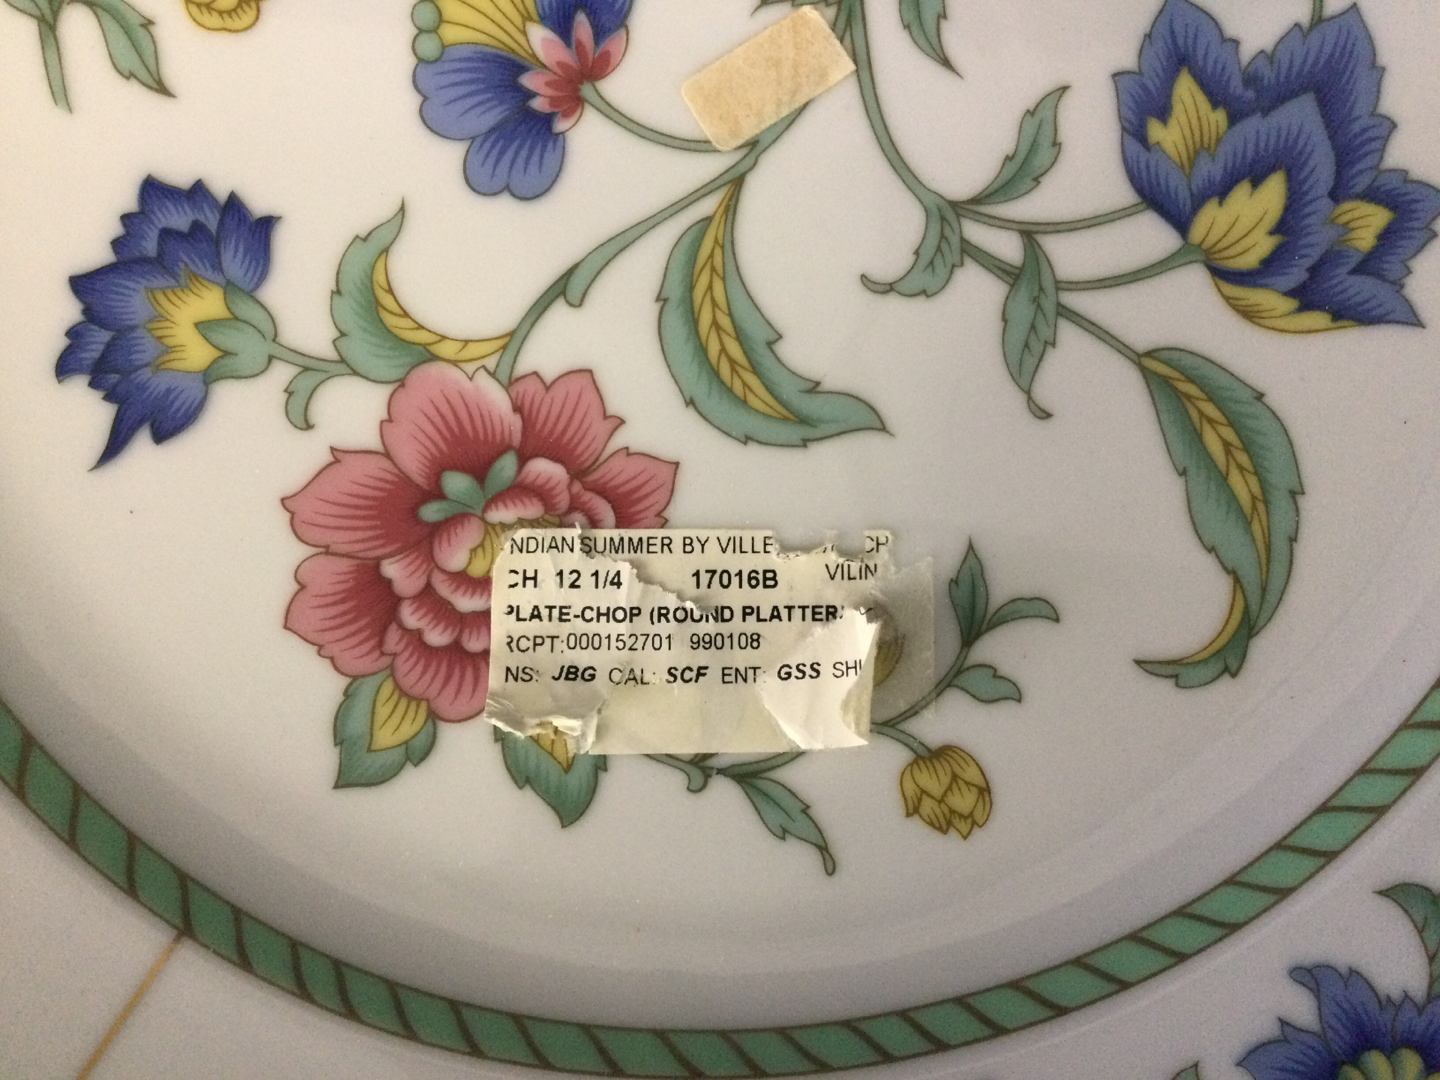 NDIAN SUMMER BY VILLE CH
CH 12 1/4 17016B VILIN
PLATE-CHOP (ROUND PLATTER)
RCPT:000152701 990108
NS: JBG CAL: SCF ENT: GSS SHI